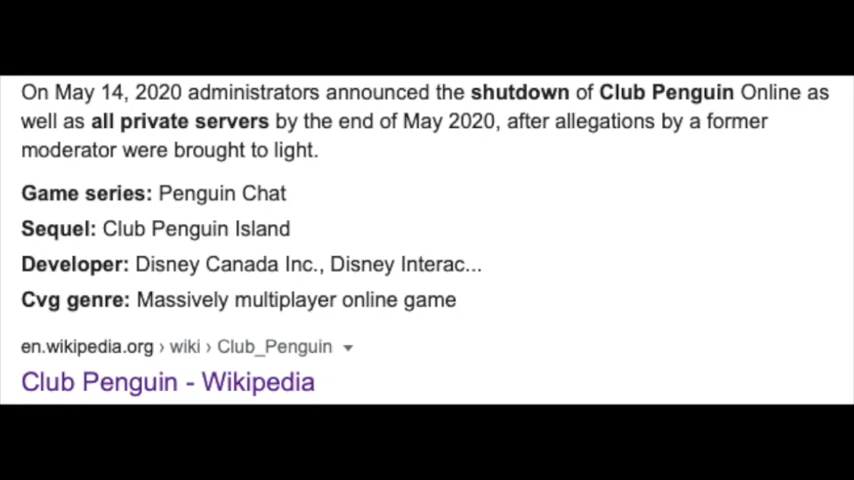 On May 14, 2020 administrators announced the shutdown of Club Penguin Online as
well as all private servers by the end of May 2020, after allegations by a former
moderator were brought to light.
Game series: Penguin Chat
Sequel: Club Penguin Island
Developer: Disney Canada Inc., Disney Interac...
Cvg genre: Massively multiplayer online game
en.wikipedia.org › wiki › Club_Penguin
Club Penguin - Wikipedia